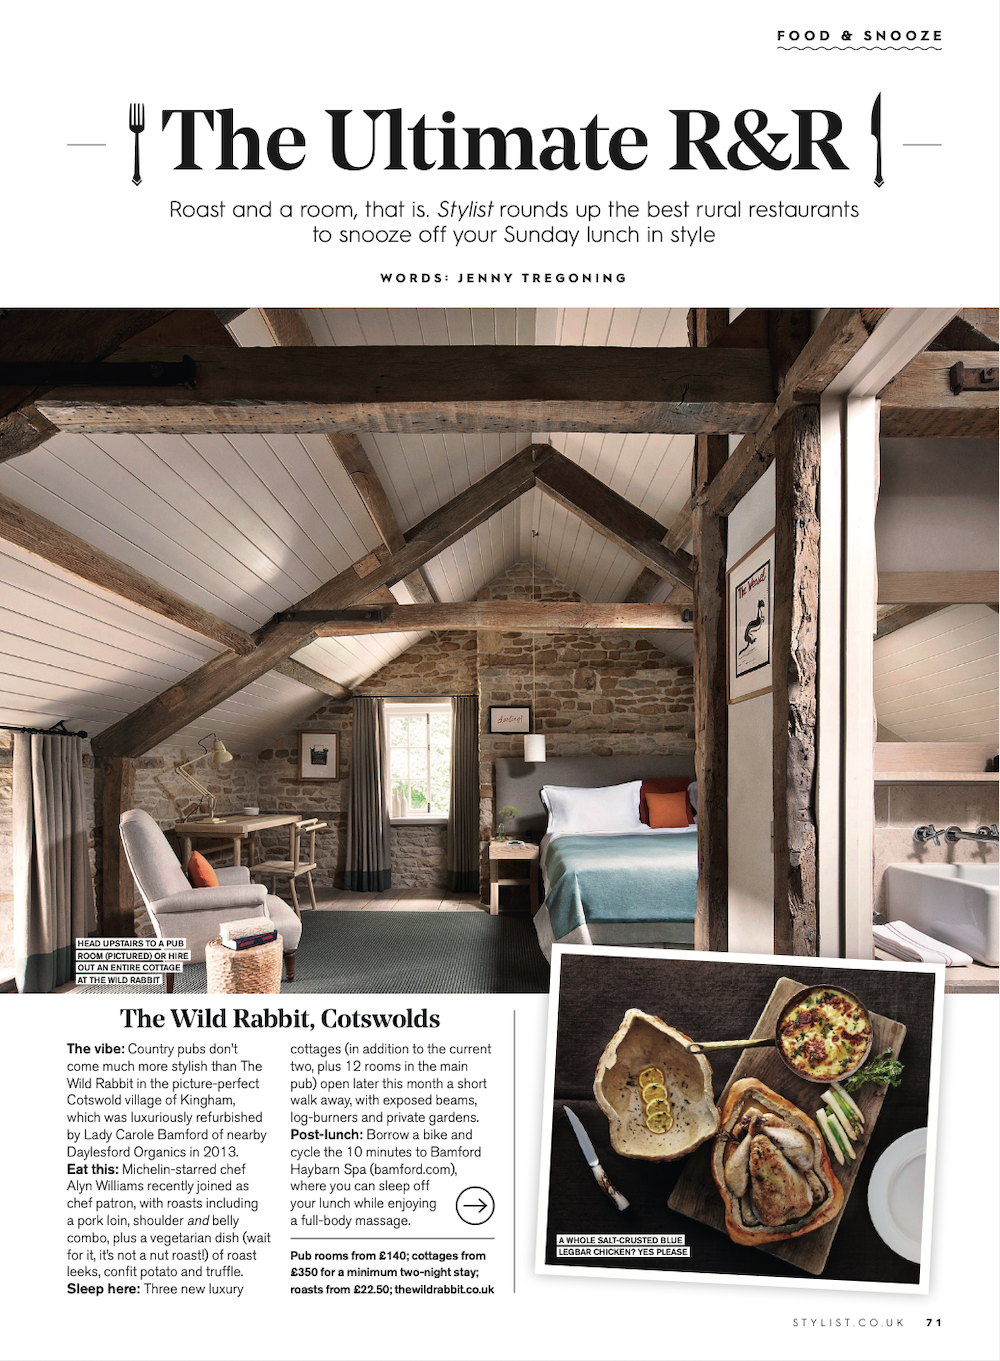 FOOD & SNOOZE
The Ultimate R&R
Roast and a room, that is. Stylist rounds up the best rural restaurants
to snooze off your Sunday lunch in style
WORDS: JENNY TREGONING
The Weasel
darling!
HEAD UPSTAIRS TO A PUB
ROOM (PICTURED) OR HIRE
OUT AN ENTIRE COTTAGE
AT THE WILD RABBIT
The Wild Rabbit, Cotswolds
The vibe: Country pubs don't
come much more stylish than The
Wild Rabbit in the picture-perfect
Cotswold village of Kingham,
which was luxuriously refurbished
by Lady Carole Bamford of nearby
Daylesford Organics in 2013.
Eat this: Michelin-starred chef
Alyn Williams recently joined as
chef patron, with roasts including
a pork loin, shoulder and belly
combo, plus a vegetarian dish (wait
for it, it's not a nut roast!) of roast
leeks, confit potato and truffle.
Sleep here: Three new luxury
cottages (in addition to the current
two, plus 12 rooms in the main
pub) open later this month a short
walk away, with exposed beams,
log-burners and private gardens.
Post-lunch: Borrow a bike and
cycle the 10 minutes to Bamford
Haybarn Spa (bamford.com),
where you can sleep off
your lunch while enjoying
a full-body massage.
Pub rooms from £140; cottages from
£350 for a minimum two-night stay;
roasts from £22.50; thewildrabbit.co.uk
A WHOLE SALT-CRUSTED BLUE
LEGBAR CHICKEN? YES PLEASE
STYLIST.CO.UK 71